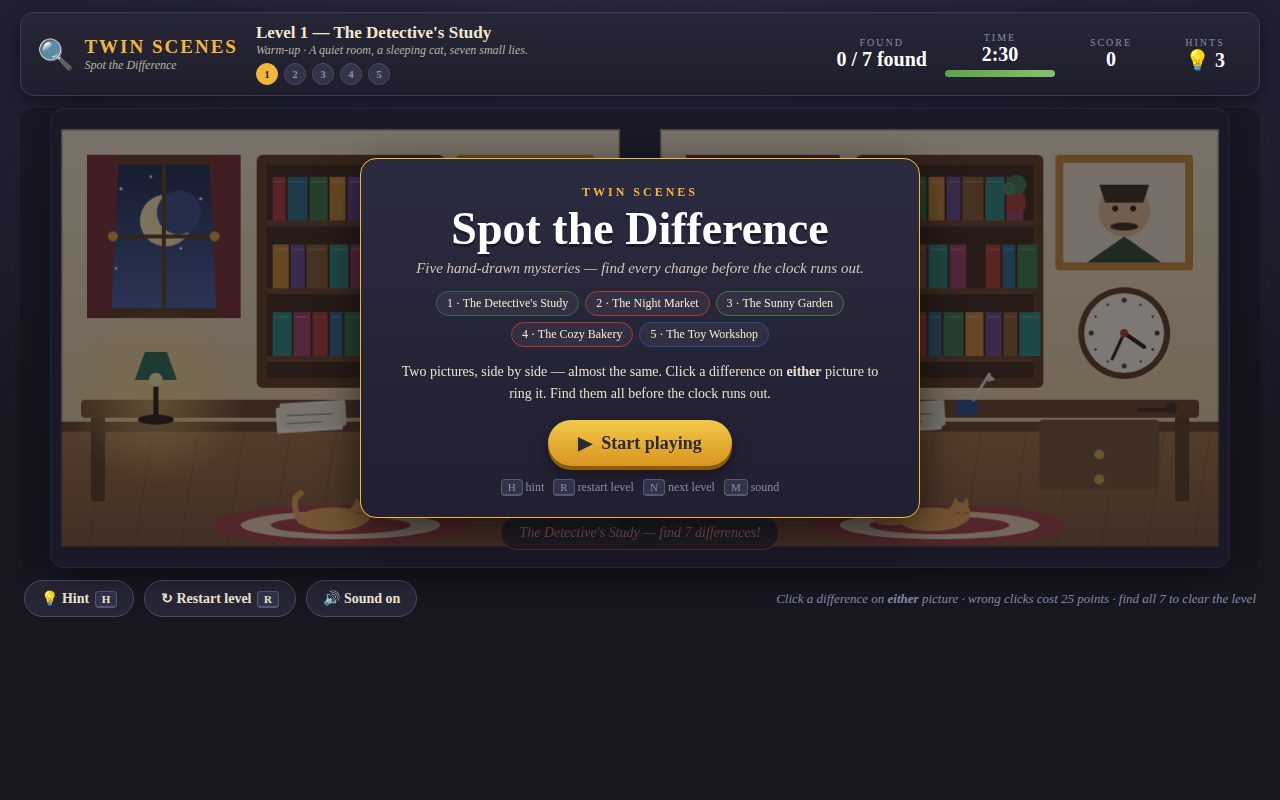 TWIN SCENES
Spot the Difference
Level 1 — The Detective's Study
Warm-up · A quiet room, a sleeping cat, seven small lies.
1 2 3 4 5
FOUND
0 / 7 found
TIME
2:30
SCORE
0
HINTS
3
TWIN SCENES
Spot the Difference
Five hand-drawn mysteries — find every change before the clock runs out.
1 · The Detective's Study
2 · The Night Market
3 · The Sunny Garden
4 · The Cozy Bakery
5 · The Toy Workshop
Two pictures, side by side — almost the same. Click a difference on either picture to
ring it. Find them all before the clock runs out.
▶ Start playing
H hint R restart level N next level M sound
The Detective's Study — find 7 differences!
Hint H
↻ Restart level R
Sound on
Click a difference on either picture · wrong clicks cost 25 points · find all 7 to clear the level